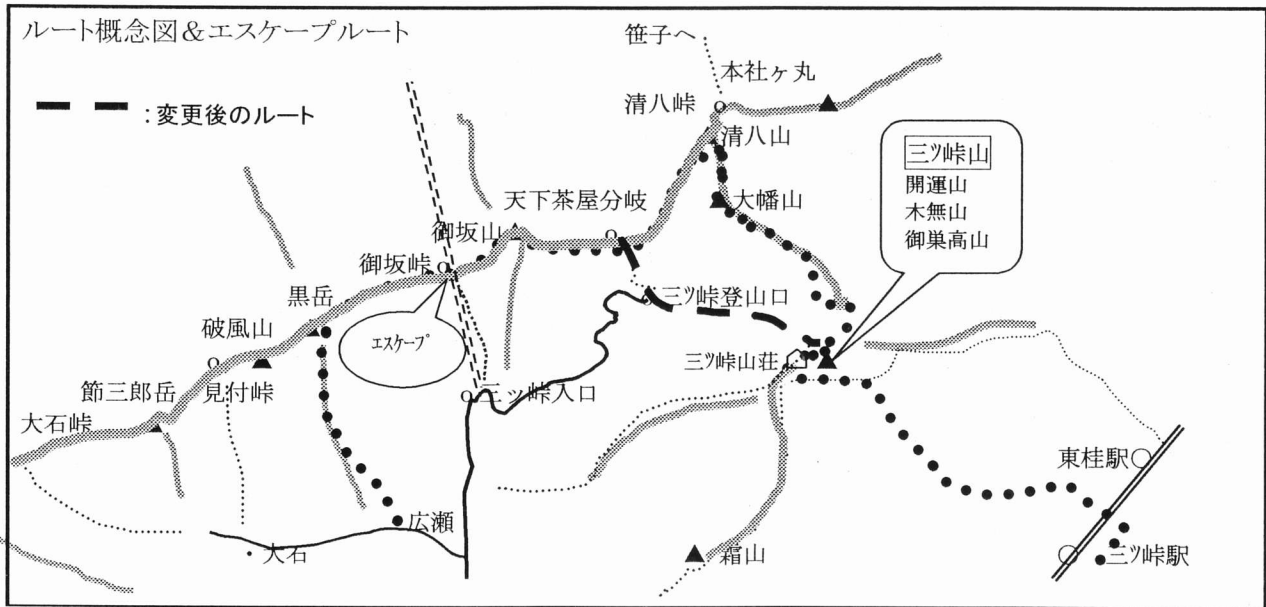 ルート概念図＆エスケープルート
：変更後のルート
笹子へ
本社ヶ丸
清八峠
清八山
三ツ峠山
開運山
木無山
御巣高山
大幡山
天下茶屋分岐
御坂山
御坂峠
黒岳
三ツ峠登山口
破風山
エスケープ
三ツ峠山荘
節三郎岳
見付峠
三ッ峠入口
大石峠
東桂駅
広瀬
大石
霜山
三ツ峠駅